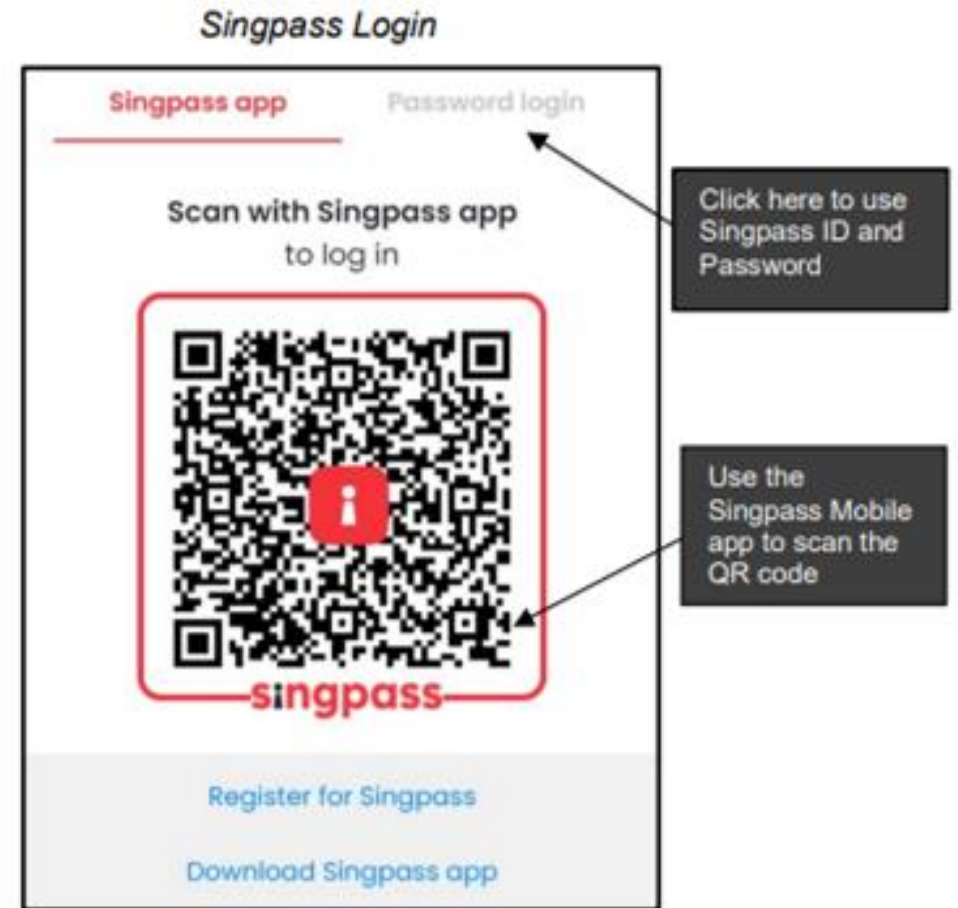 Singpass Login
Singpass app
Password login
Click here to use
Singpass ID and
Password
Scan with Singpass app
to log in
Use the
Singpass Mobile
app to scan the
QR code
singpass
Register for Singpass
Download Singpass app